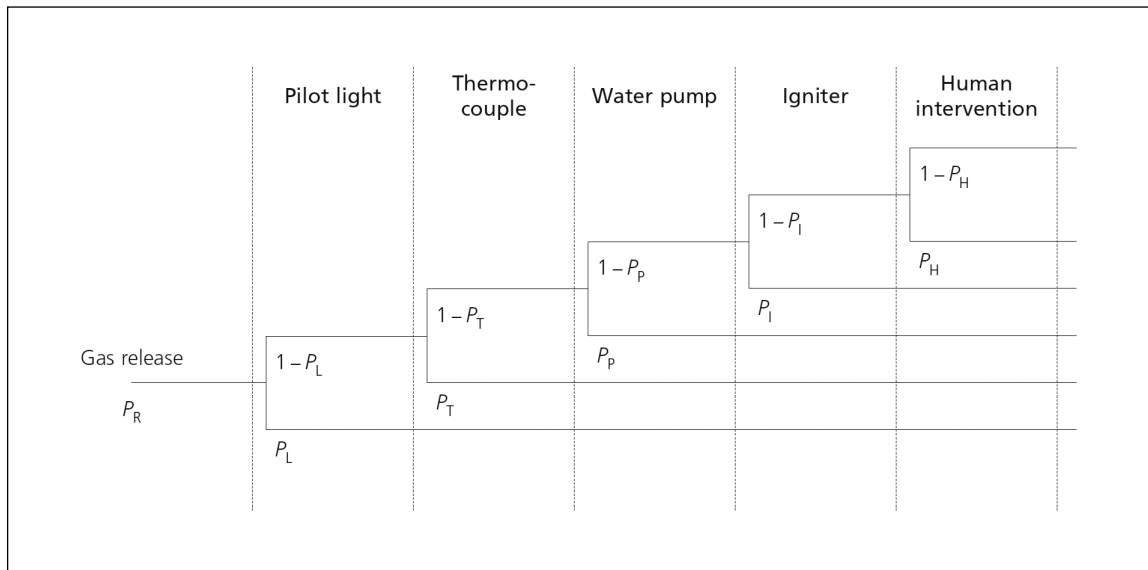 Pilot light
Thermo-
couple
Water pump
Igniter
Human
intervention
1 – P_H
1 – P_I
P_H
1 – P_P
P_I
1 – P_T
P_P
Gas release
1 – P_L
P_T
P_R
P_L